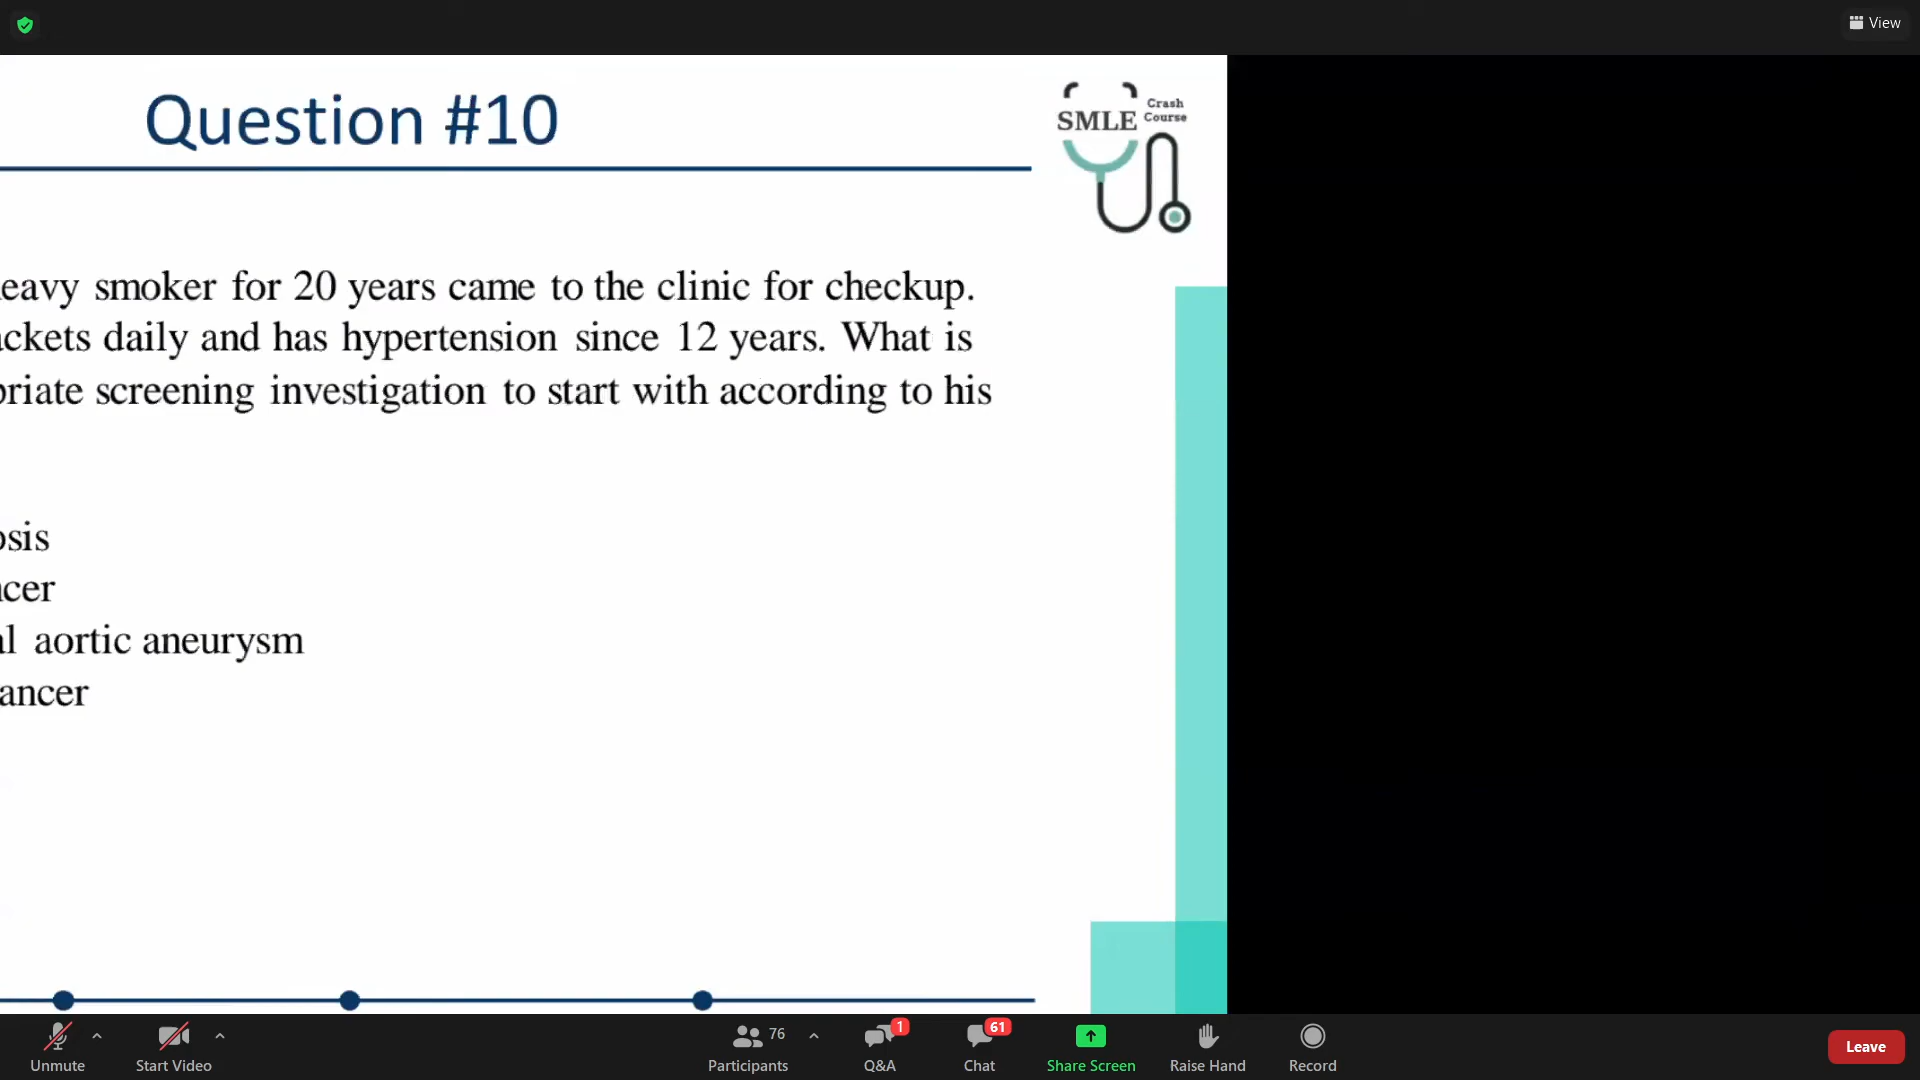 View
Question #10
SMLE Crash Course
eavy smoker for 20 years came to the clinic for checkup.
ckets daily and has hypertension since 12 years. What is
riate screening investigation to start with according to his
sis
cer
al aortic aneurysm
ancer
Unmute
Start Video
76
Participants
1
Q&A
61
Chat
Share Screen
Raise Hand
Record
Leave